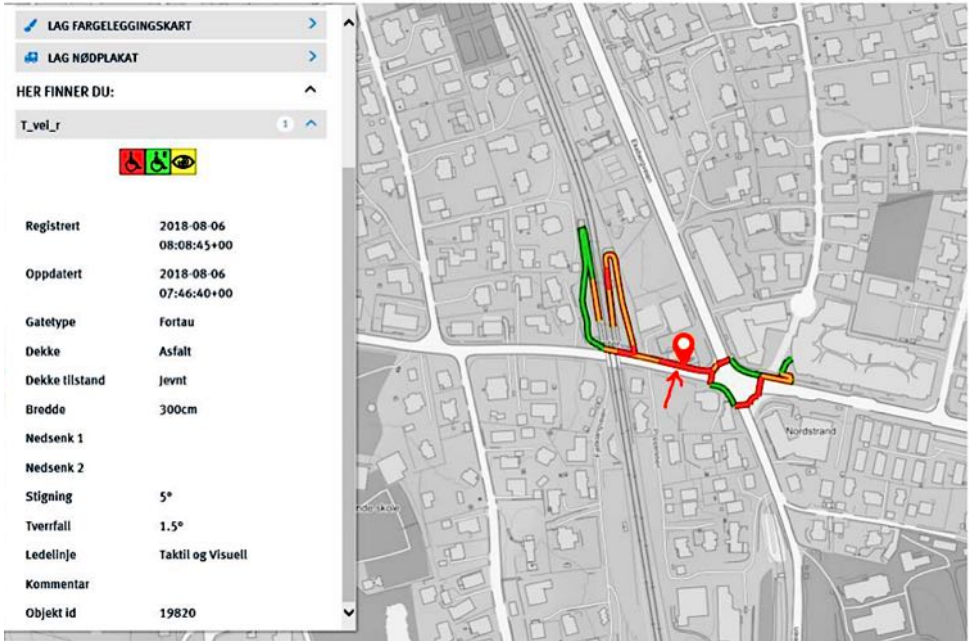 LAG FARGELEGGINGSKART
LAG NØDPLAKAT
HER FINNER DU:
T_vei_r 1
Registrert 2018-08-06
08:08:45+00
Oppdatert 2018-08-06
07:46:40+00
Gatetype Fortau
Dekke Asfalt
Dekke tilstand Jevnt
Bredde 300cm
Nedsenk 1
Nedsenk 2
Stigning 5°
Tverrfall 1.5°
Ledelinje Taktil og Visuell
Kommentar
Objekt id 19820
Nordstrand
skole